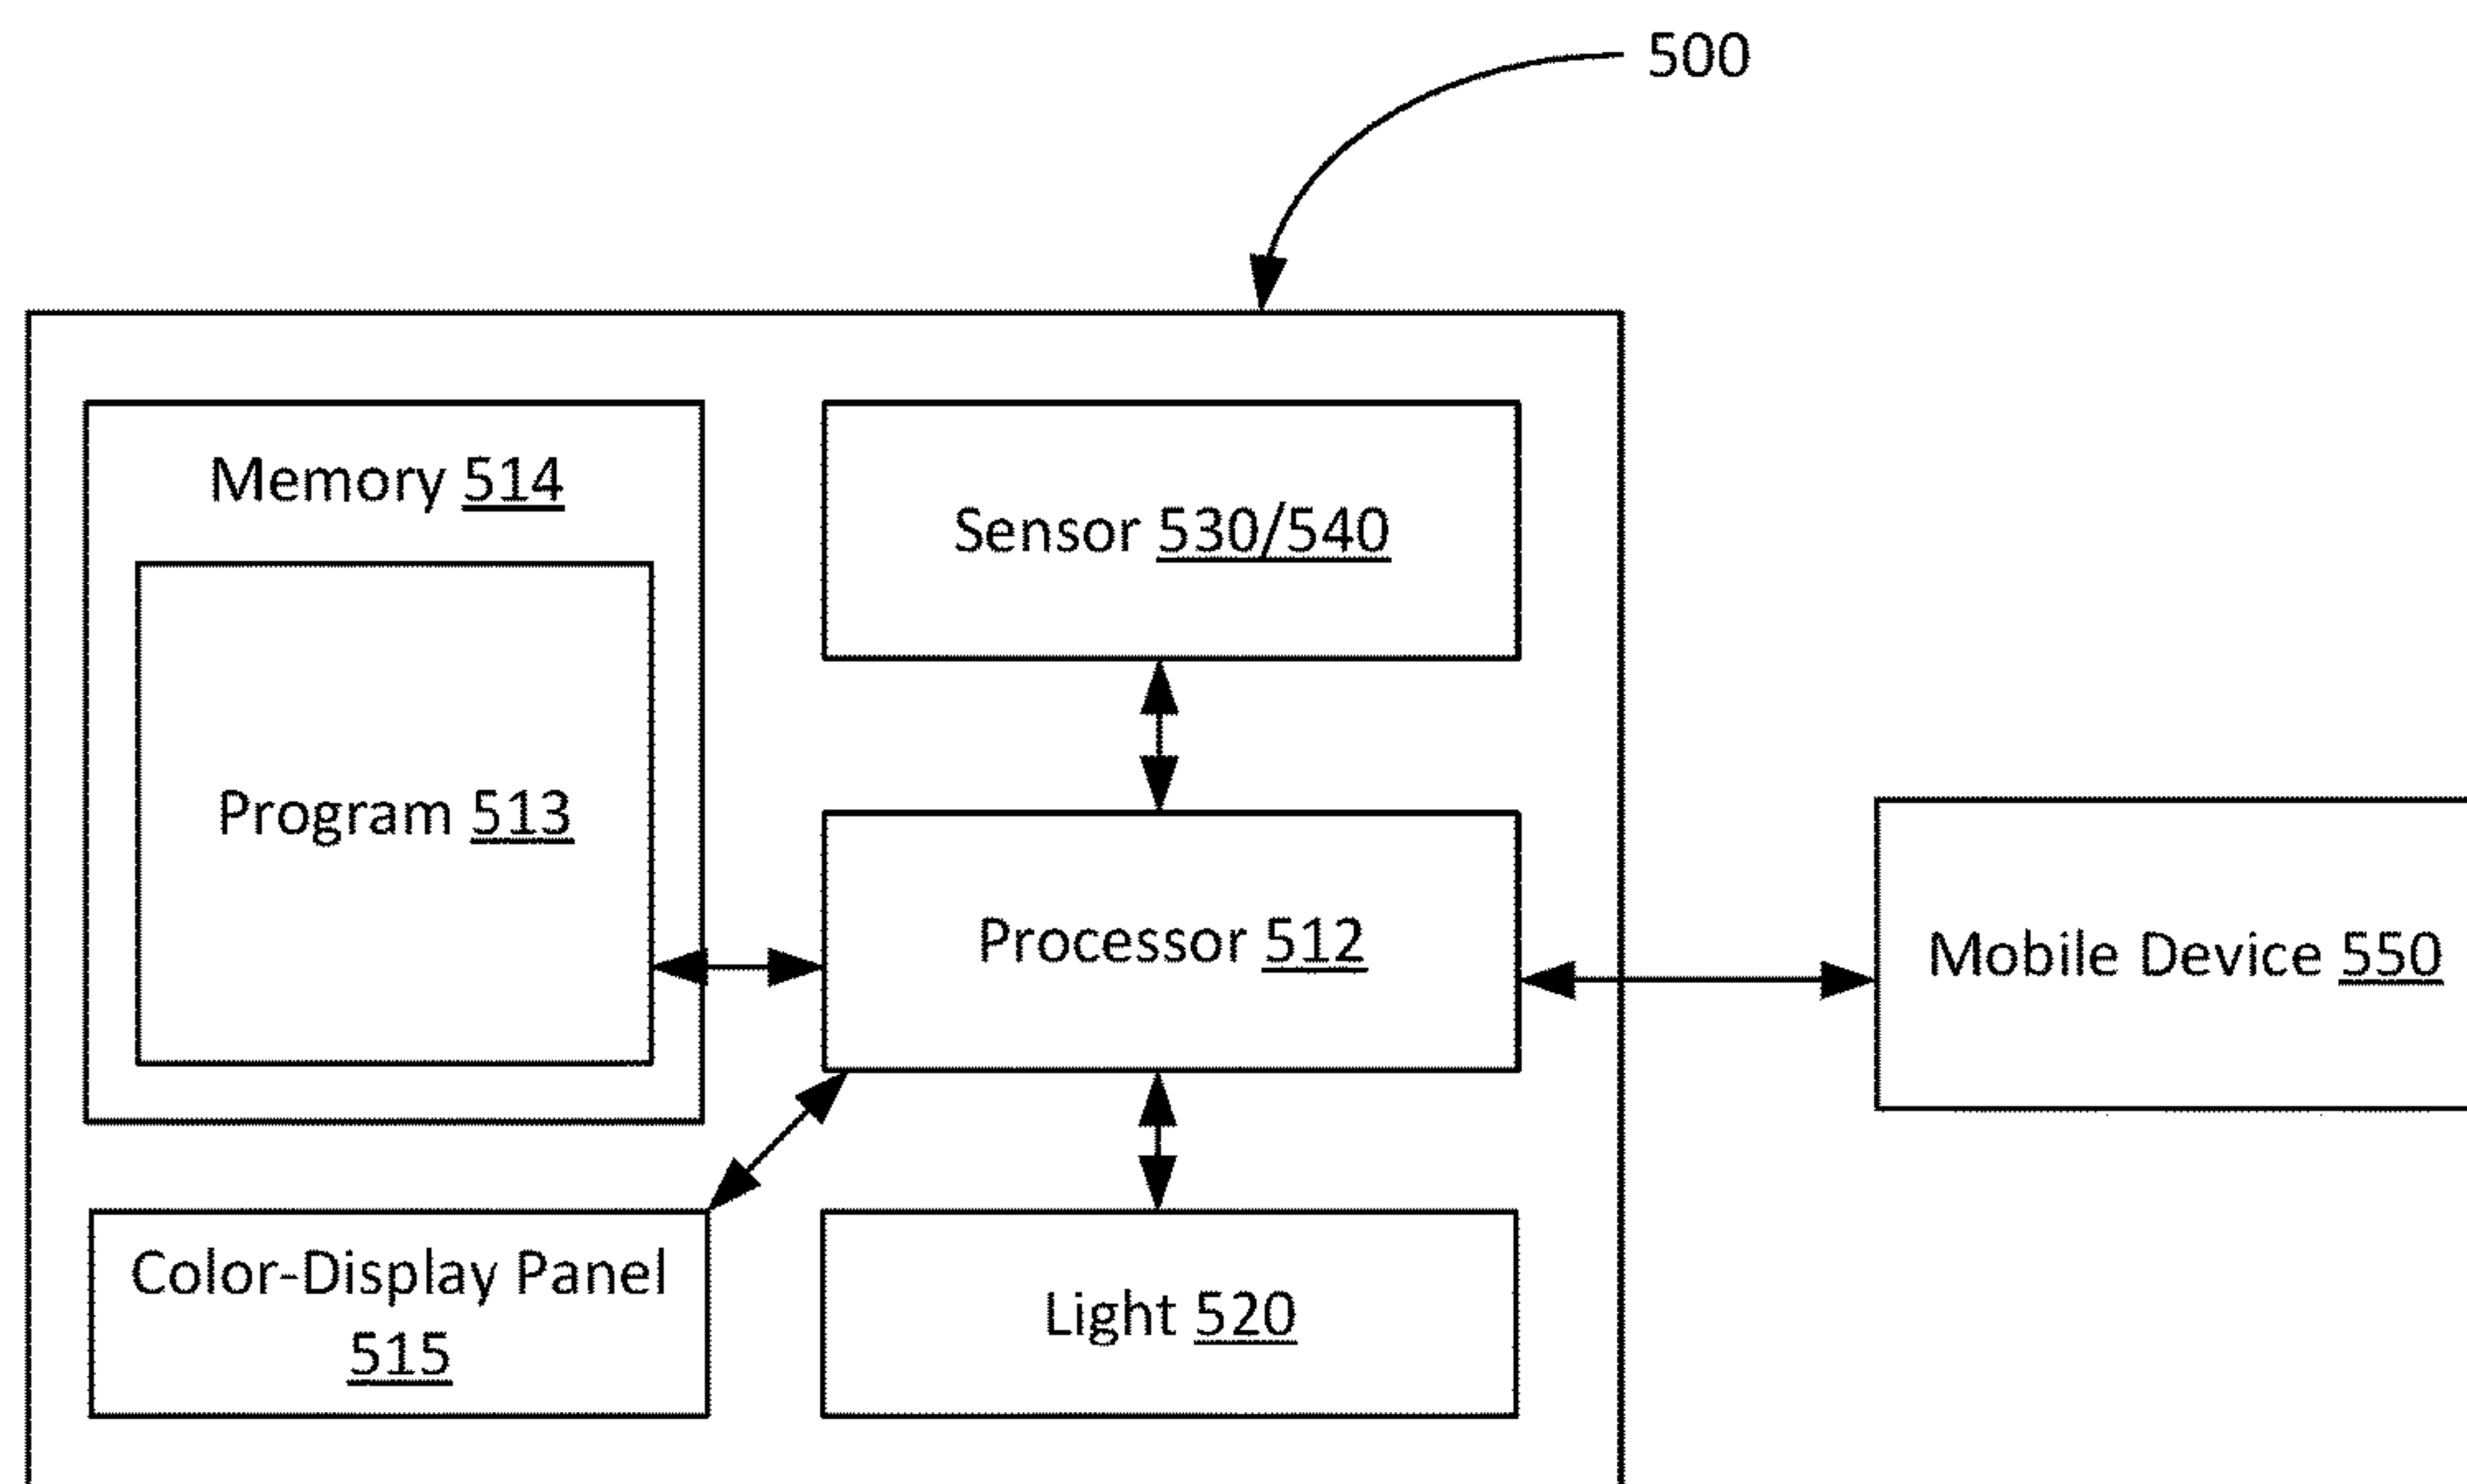 500
Memory 514
Sensor 530/540
Program 513
Processor 512
Mobile Device 550
Color-Display Panel
515
Light 520